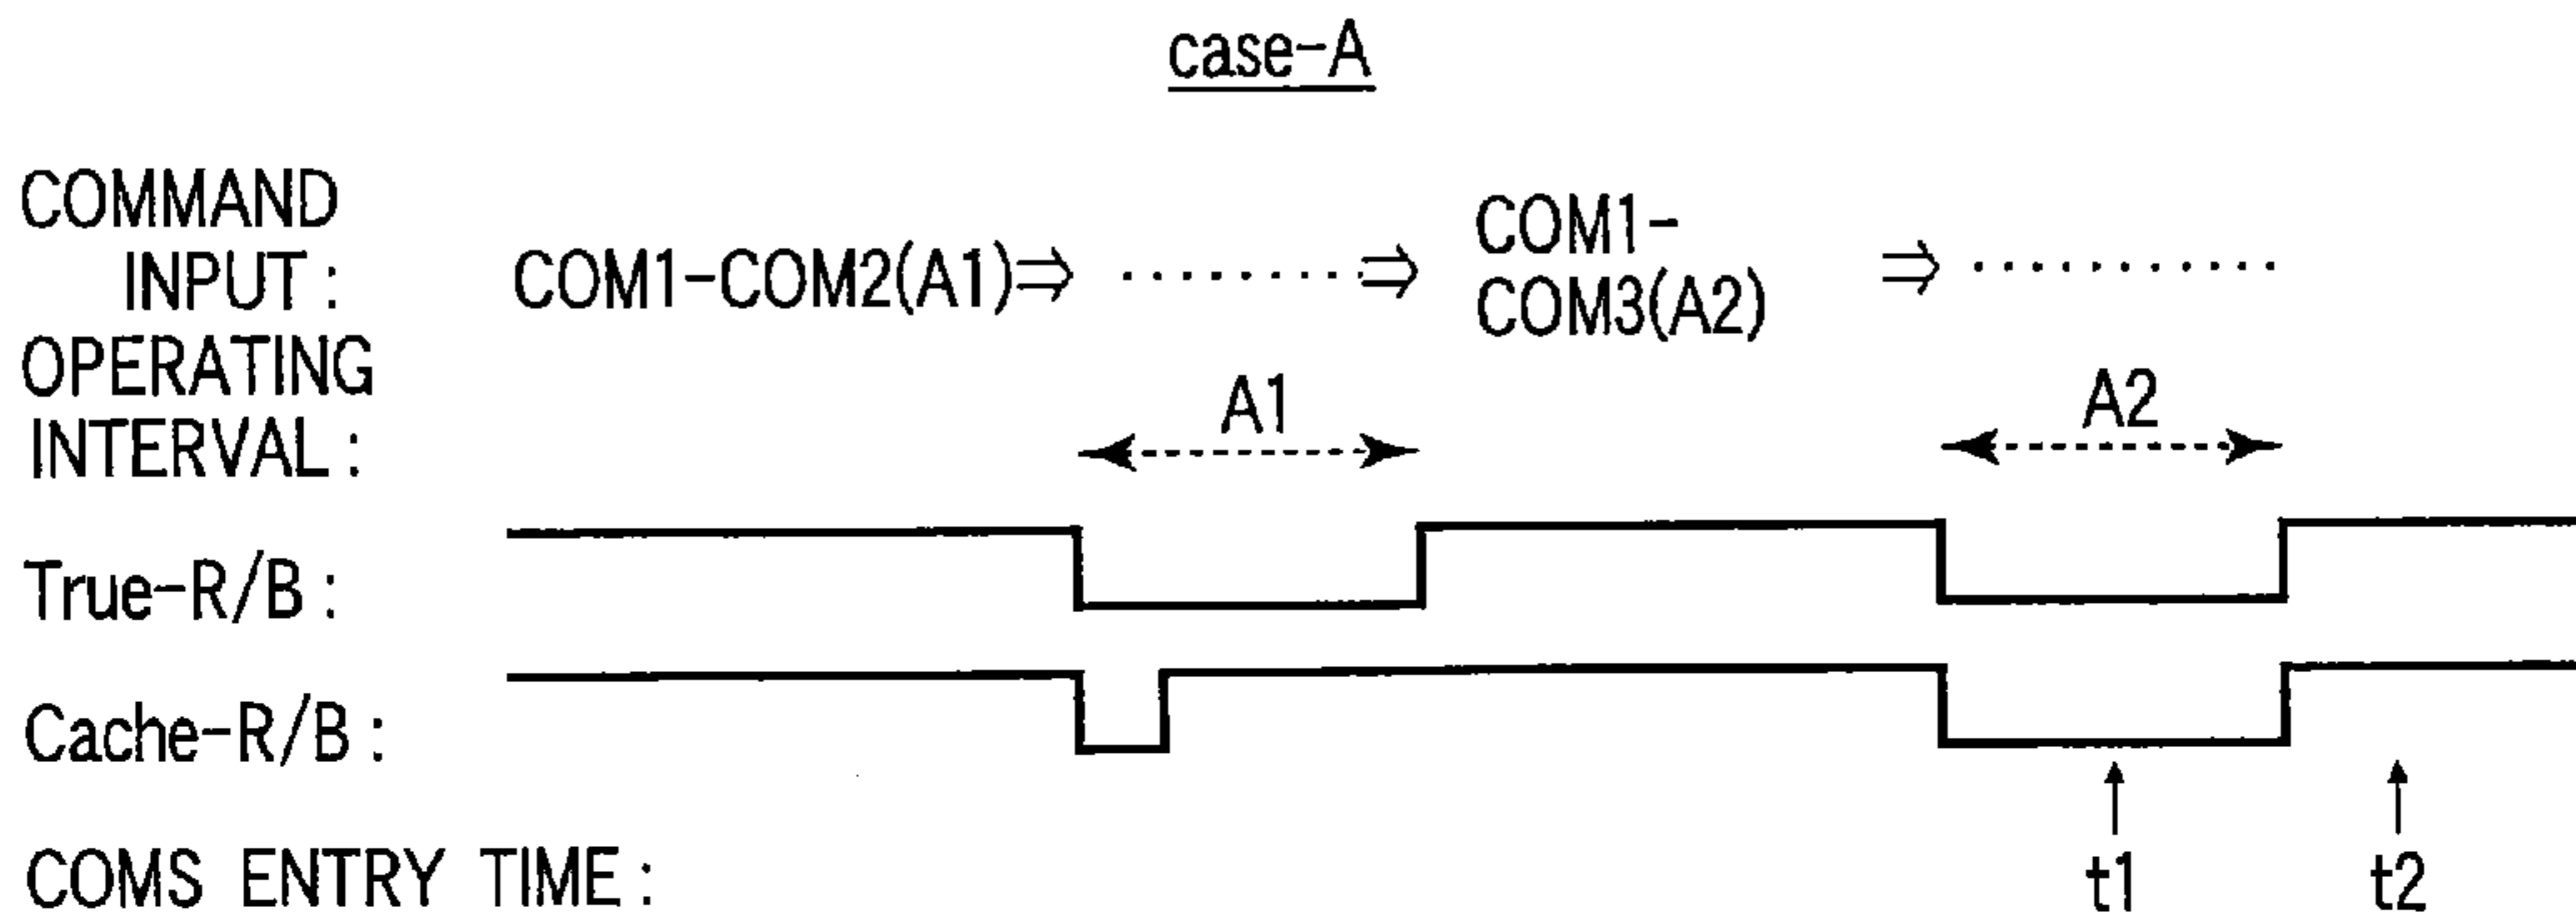 case-A
COMMAND
INPUT :
COM1-COM2(A1)⇒ ·········⇒ COM1-
COM3(A2) ⇒ ···········
OPERATING
INTERVAL :
A1 A2
True-R/B :
Cache-R/B :
COMS ENTRY TIME : t1 t2